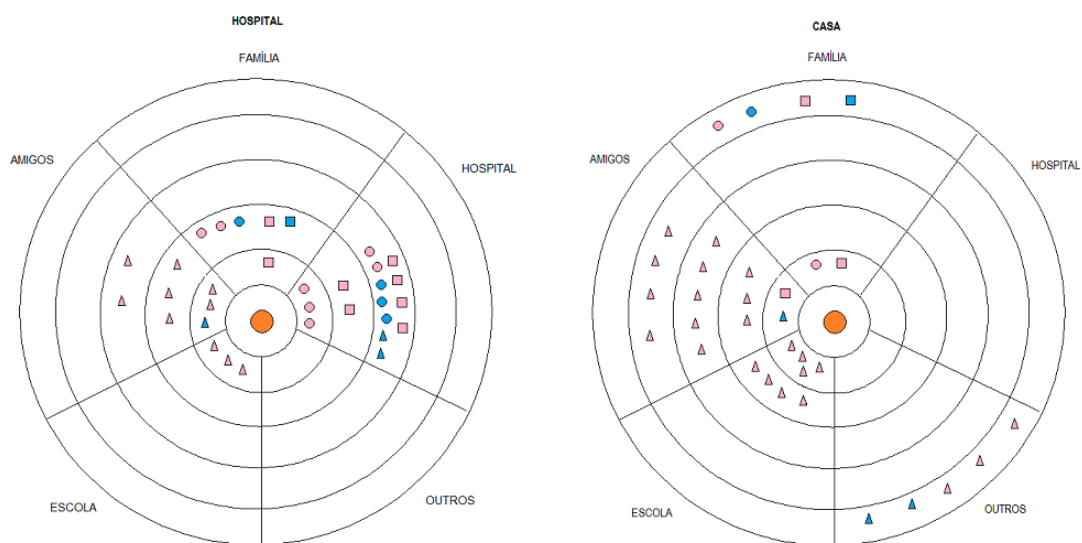 HOSPITAL
FAMÍLIA
AMIGOS
HOSPITAL
ESCOLA
OUTROS
CASA
FAMÍLIA
AMIGOS
HOSPITAL
ESCOLA
OUTROS